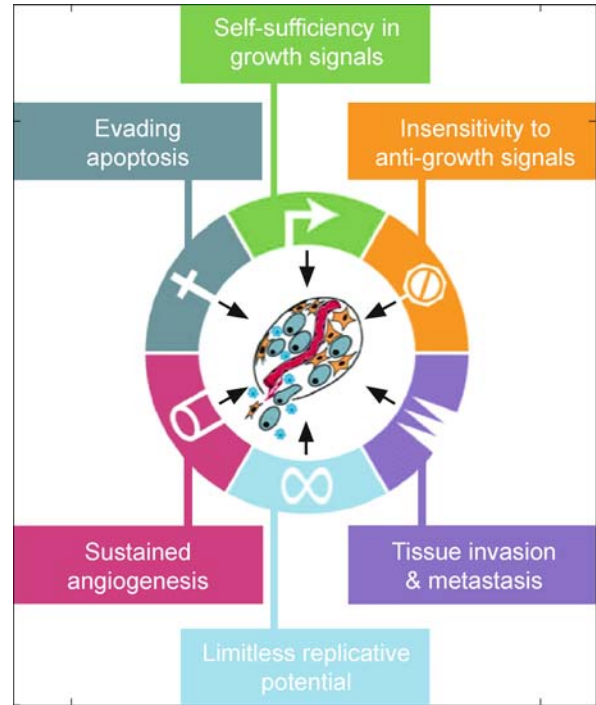 Self-sufficiency in
growth signals
Evading
apoptosis
Insensitivity to
anti-growth signals
Sustained
angiogenesis
Tissue invasion
& metastasis
Limitless replicative
potential